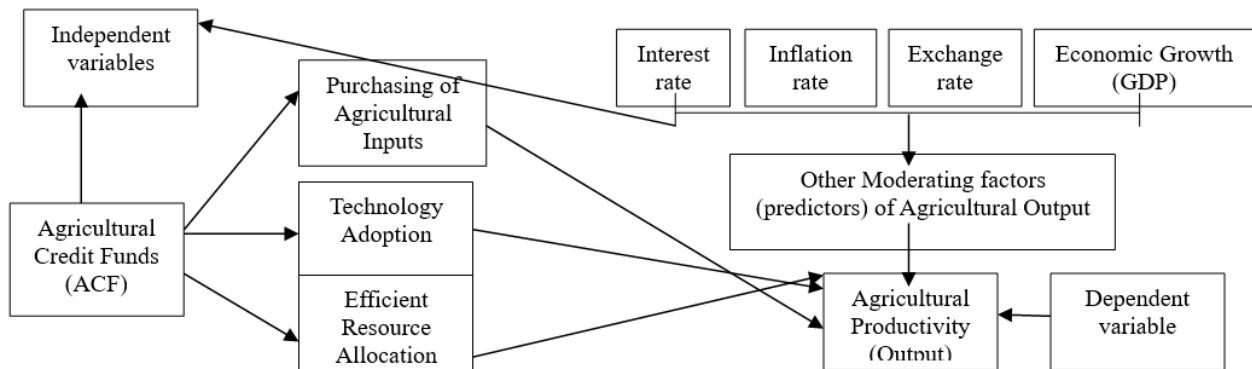 Independent
variables
Interest
rate
Inflation
rate
Exchange
rate
Economic Growth
(GDP)
Purchasing of
Agricultural
Inputs
Other Moderating factors
(predictors) of Agricultural Output
Technology
Adoption
Agricultural
Credit Funds
(ACF)
Efficient
Resource
Allocation
Agricultural
Productivity
(Output)
Dependent
variable